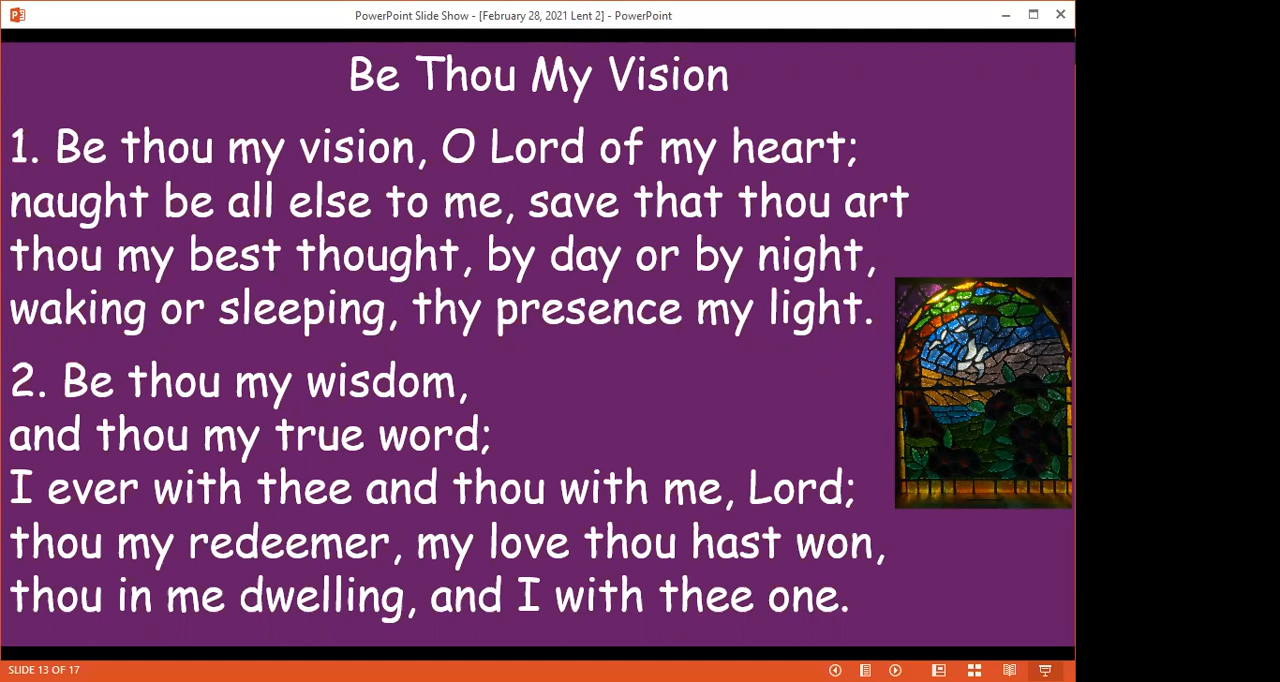 PowerPoint Slide Show - [February 28, 2021 Lent 2] - PowerPoint
Be Thou My Vision
1. Be thou my vision, O Lord of my heart;
naught be all else to me, save that thou art
thou my best thought, by day or by night,
waking or sleeping, thy presence my light.
2. Be thou my wisdom,
and thou my true word;
I ever with thee and thou with me, Lord;
thou my redeemer, my love thou hast won,
thou in me dwelling, and I with thee one.
SLIDE 13 OF 17